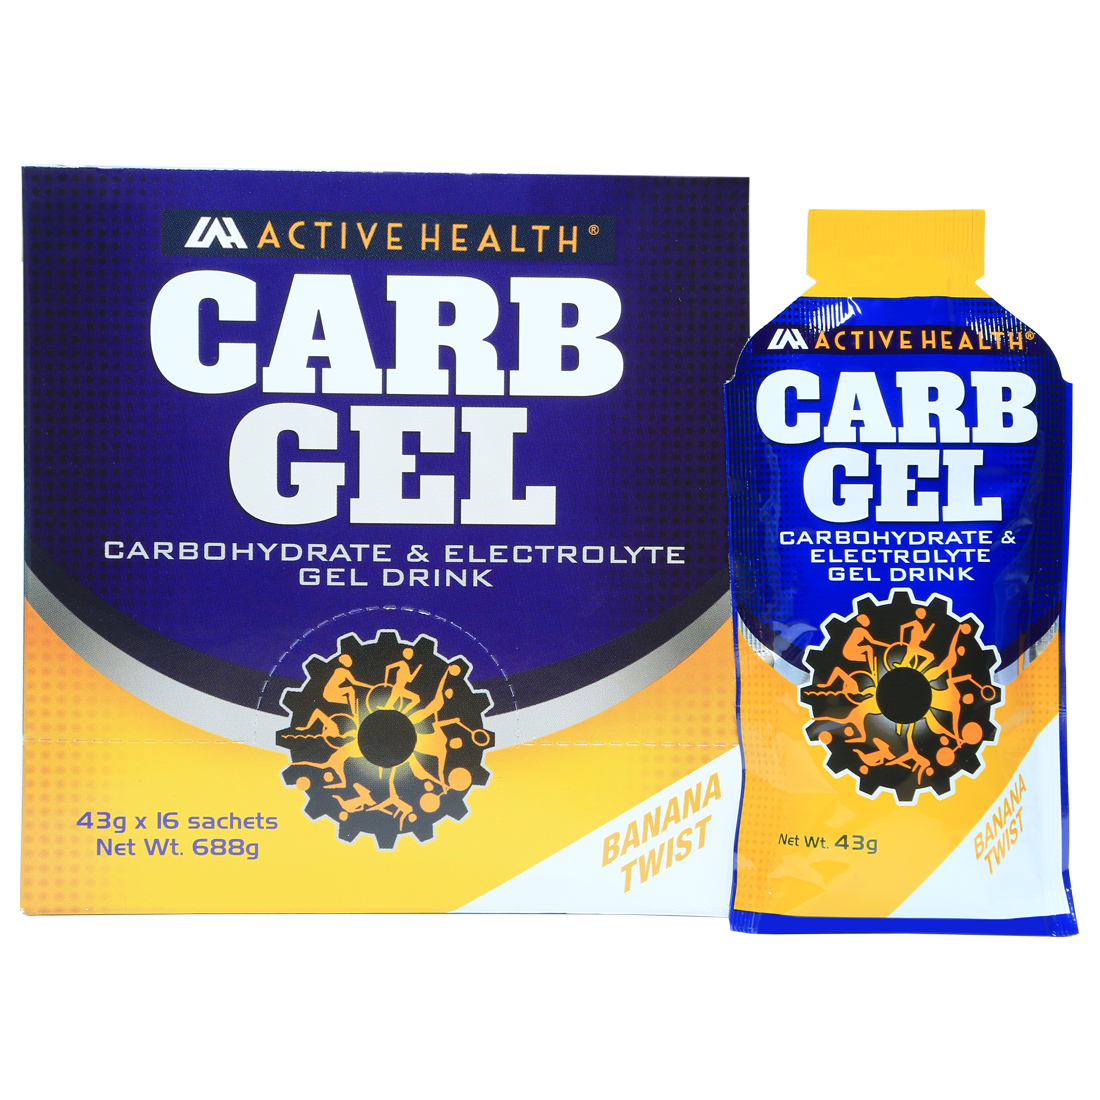 ACTIVE HEALTH®
CARB
GEL
CARBOHYDRATE & ELECTROLYTE
GEL DRINK
43g x 16 sachets
Net Wt. 688g
BANANA
TWIST
ACTIVE HEALTH®
CARB
GEL
CARBOHYDRATE &
ELECTROLYTE
GEL DRINK
Net Wt. 43g
BANANA
TWIST